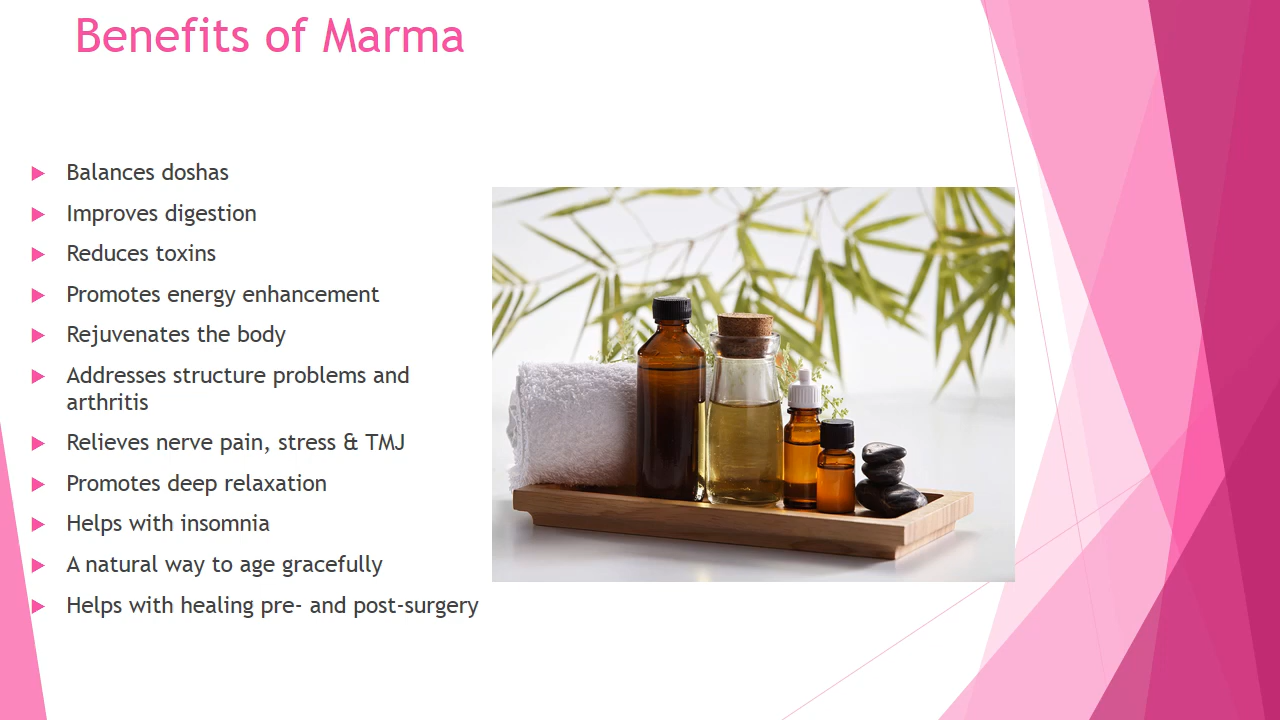 Benefits of Marma
Balances doshas
Improves digestion
Reduces toxins
Promotes energy enhancement
Rejuvenates the body
Addresses structure problems and
arthritis
Relieves nerve pain, stress & TMJ
Promotes deep relaxation
Helps with insomnia
A natural way to age gracefully
Helps with healing pre- and post-surgery